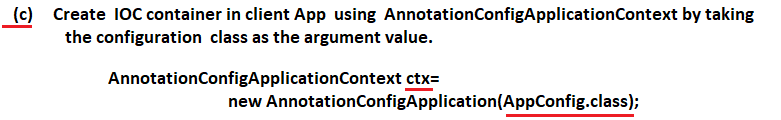 (c) Create IOC container in client App using AnnotationConfigApplicationContext by taking
the configuration class as the argument value.
AnnotationConfigApplicationContext ctx=
new AnnotationConfigApplication(AppConfig.class);